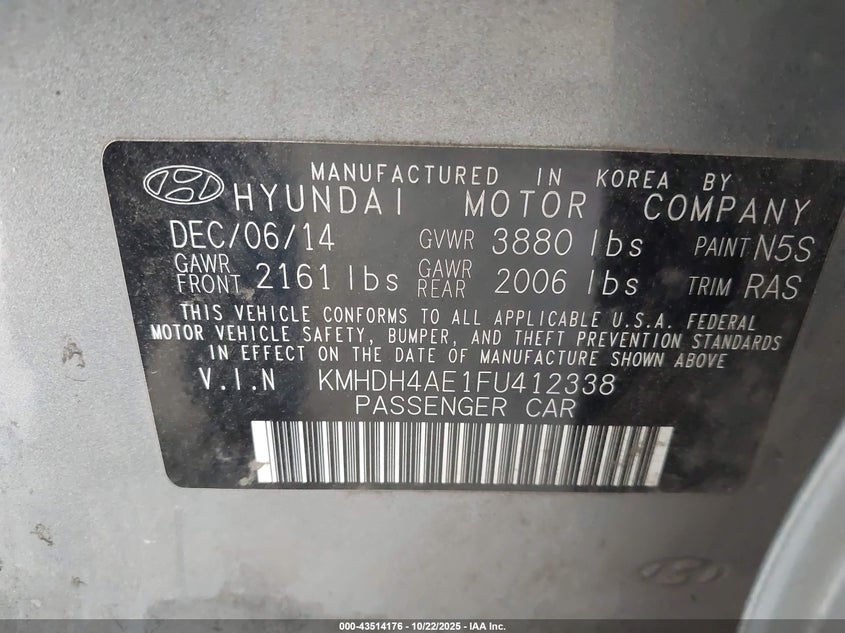 MANUFACTURED IN KOREA BY
HYUNDAI MOTOR COMPANY
DEC/06/14 GVWR 3880 lbs PAINT N5S
GAWR FRONT 2161 lbs GAWR REAR 2006 lbs TRIM RAS
THIS VEHICLE CONFORMS TO ALL APPLICABLE U.S.A. FEDERAL
MOTOR VEHICLE SAFETY, BUMPER, AND THEFT PREVENTION STANDARDS
IN EFFECT ON THE DATE OF MANUFACTURE SHOWN ABOVE
V.I.N KMHDH4AE1FU412338
PASSENGER CAR
000-43514176 - 10/22/2025 - IAA Inc.